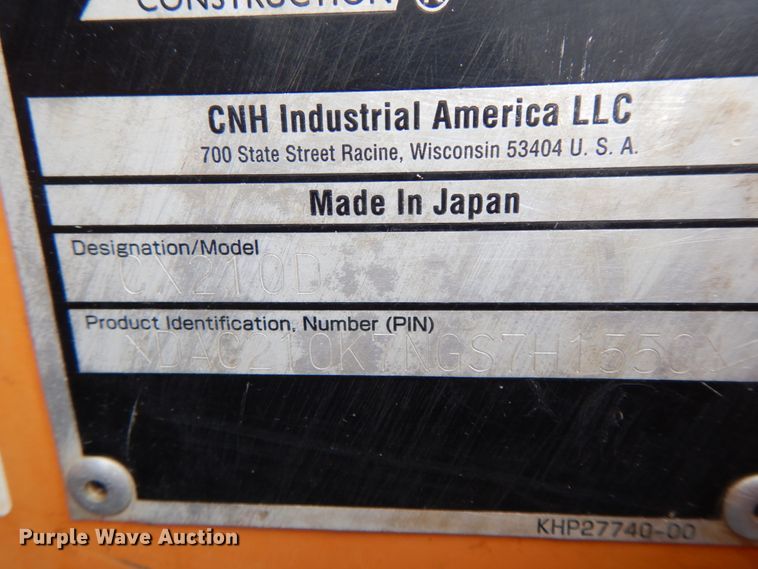 CONSTRUCTION ®
CNH Industrial America LLC
700 State Street Racine, Wisconsin 53404 U. S. A.
Made In Japan
Designation/Model
CX210D
Product Identification, Number (PIN)
KHP27740-00
Purple Wave Auction